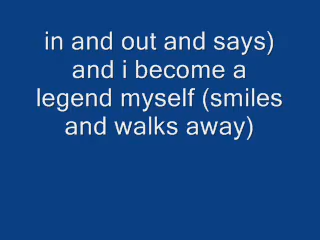 in and out and says)
and i become a
legend myself (smiles
and walks away)